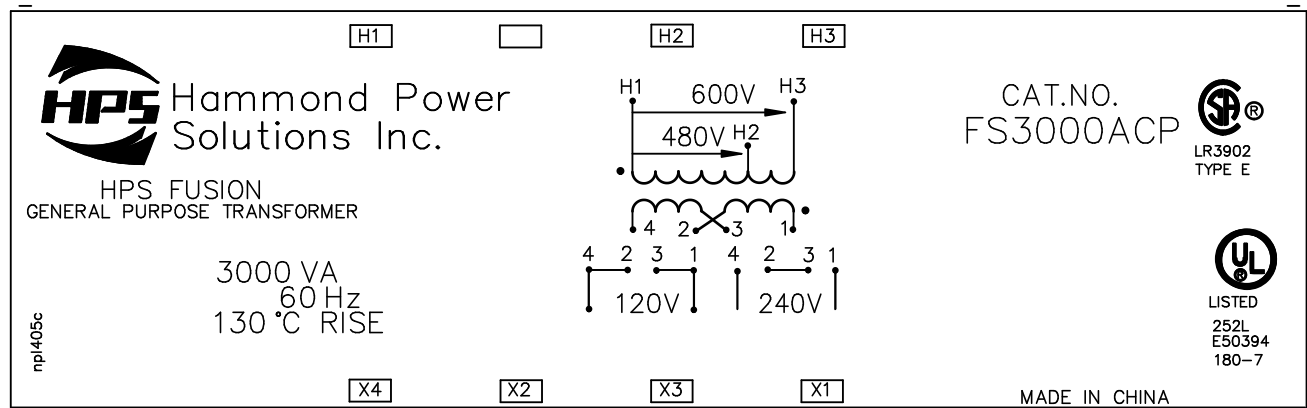 H1 H2 H3
HPS
Hammond Power
Solutions Inc.
HPS FUSION
GENERAL PURPOSE TRANSFORMER
3000 VA
60 Hz
130 °C RISE
npl405c
H1 600V H3
480V H2
4 2 3 1
4 2 3 1 4 2 3 1
120V 240V
CAT.NO.
FS3000ACP
SA ®
LR3902
TYPE E
UL ®
LISTED
252L
E50394
180-7
X4 X2 X3 X1
MADE IN CHINA